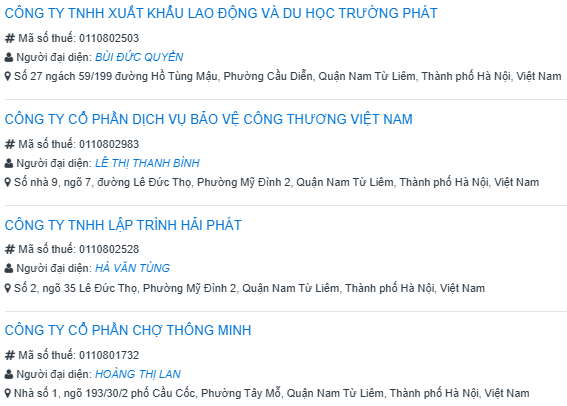 CÔNG TY TNHH XUẤT KHẨU LAO ĐỘNG VÀ DU HỌC TRƯỜNG PHÁT
# Mã số thuế: 0110802503
Người đại diện: BÙI ĐỨC QUYỀN
Số 27 ngách 59/199 đường Hồ Tùng Mậu, Phường Cầu Diễn, Quận Nam Từ Liêm, Thành phố Hà Nội, Việt Nam
CÔNG TY CỔ PHẦN DỊCH VỤ BẢO VỆ CÔNG THƯƠNG VIỆT NAM
# Mã số thuế: 0110802983
Người đại diện: LÊ THỊ THANH BÌNH
Số nhà 9, ngõ 7, đường Lê Đức Thọ, Phường Mỹ Đình 2, Quận Nam Từ Liêm, Thành phố Hà Nội, Việt Nam
CÔNG TY TNHH LẬP TRÌNH HẢI PHÁT
# Mã số thuế: 0110802528
Người đại diện: HÀ VĂN TÙNG
Số 2, ngõ 35 Lê Đức Thọ, Phường Mỹ Đình 2, Quận Nam Từ Liêm, Thành phố Hà Nội, Việt Nam
CÔNG TY CỔ PHẦN CHỢ THÔNG MINH
# Mã số thuế: 0110801732
Người đại diện: HOÀNG THỊ LAN
Nhà số 1, ngõ 193/30/2 phố Cầu Cốc, Phường Tây Mỗ, Quận Nam Từ Liêm, Thành phố Hà Nội, Việt Nam